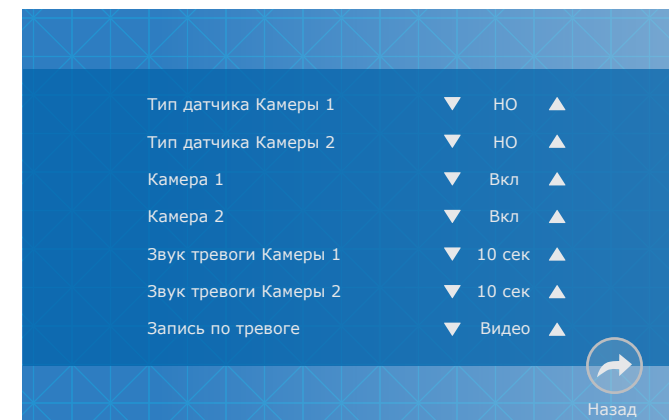 Тип датчика Камеры 1 НО
Тип датчика Камеры 2 НО
Камера 1 Вкл
Камера 2 Вкл
Звук тревоги Камеры 1 10 сек
Звук тревоги Камеры 2 10 сек
Запись по тревоге Видео
Назад